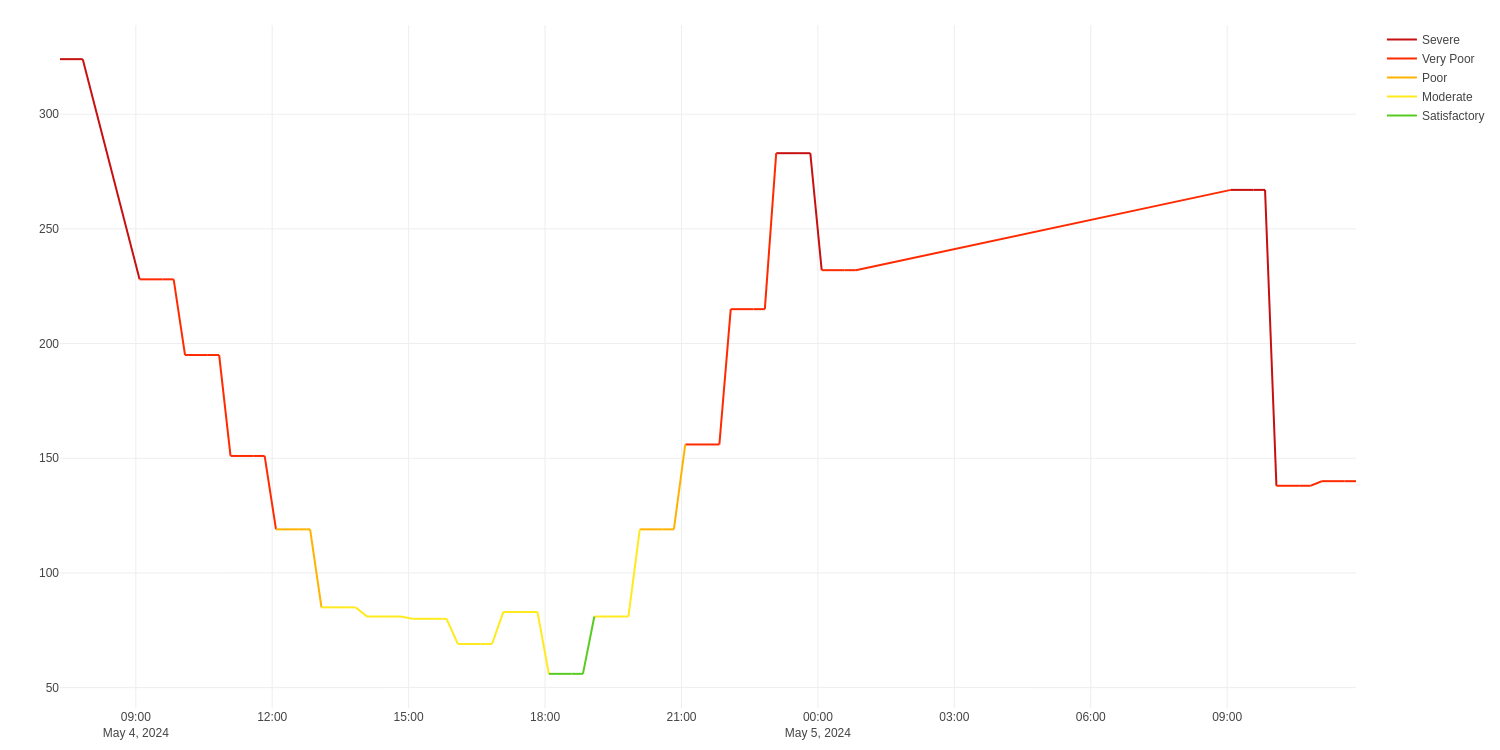 300
250
200
150
100
50
09:00
May 4, 2024
12:00
15:00
18:00
21:00
00:00
May 5, 2024
03:00
06:00
09:00
Severe
Very Poor
Poor
Moderate
Satisfactory